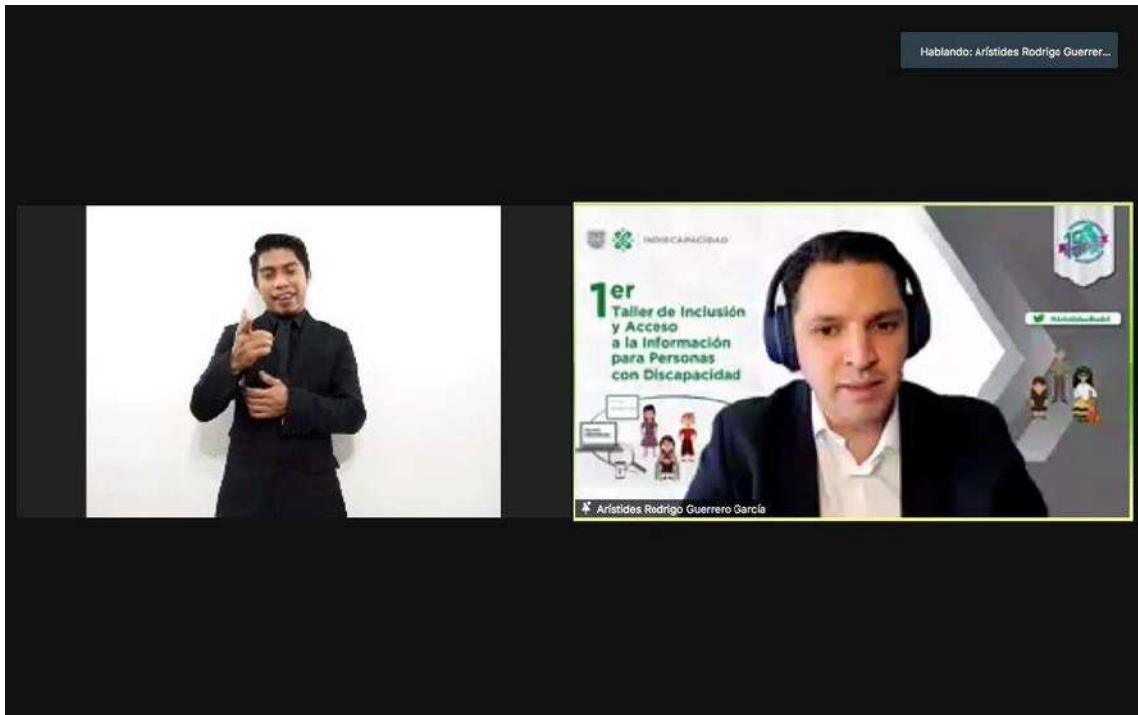 Hablando: Arístides Rodrigo Guerrer...
INDISCAPACIDAD
1er
Taller de Inclusión
y Acceso
a la Información
para Personas
con Discapacidad
Arístides Rodrigo Guerrero García